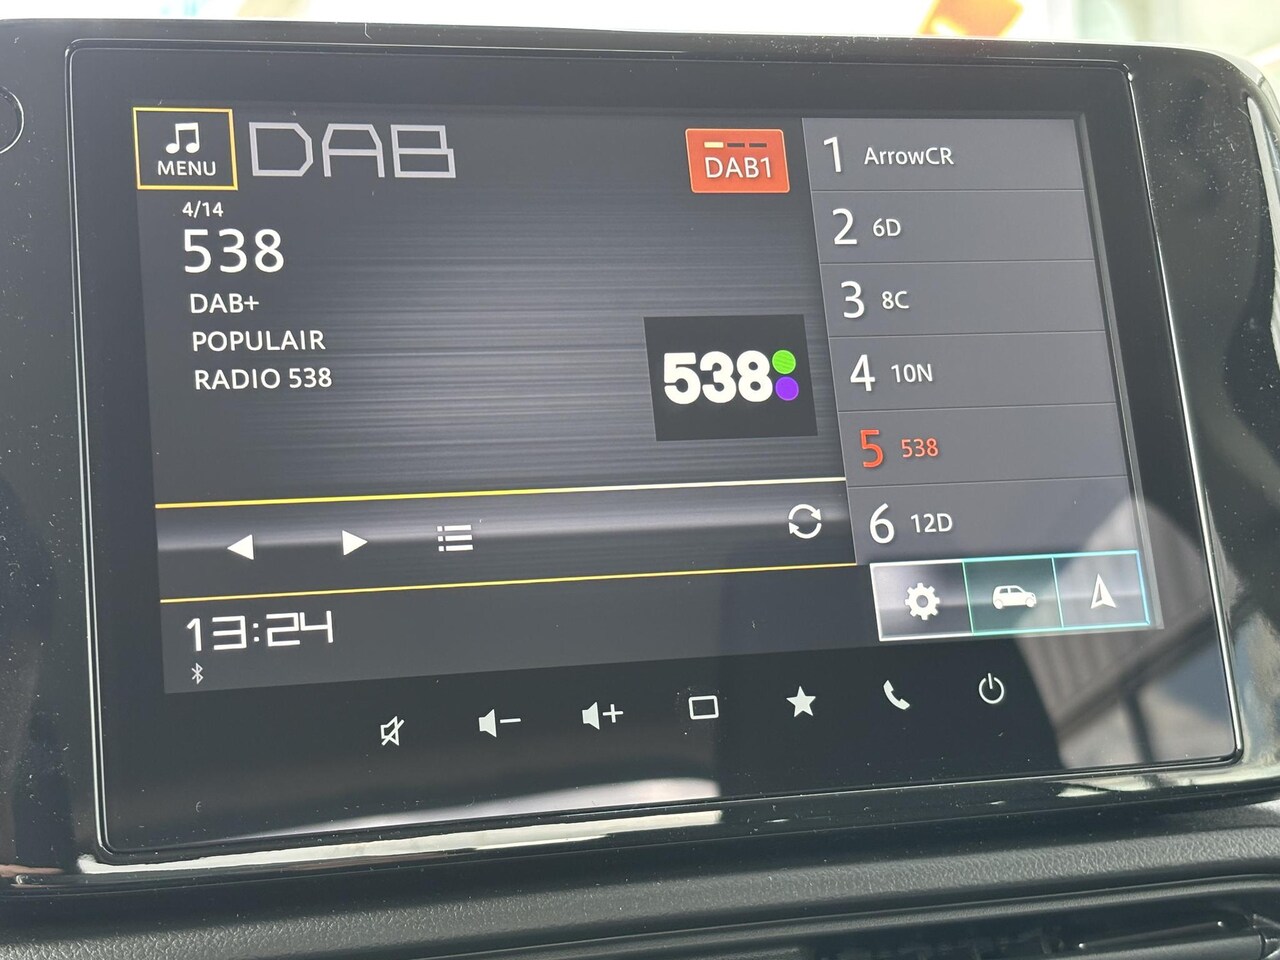 MENU
DAB
DAB1
4/14
538
DAB+
POPULAIR
RADIO 538
538
1 ArrowCR
2 6D
3 8C
4 10N
5 538
6 12D
13:24